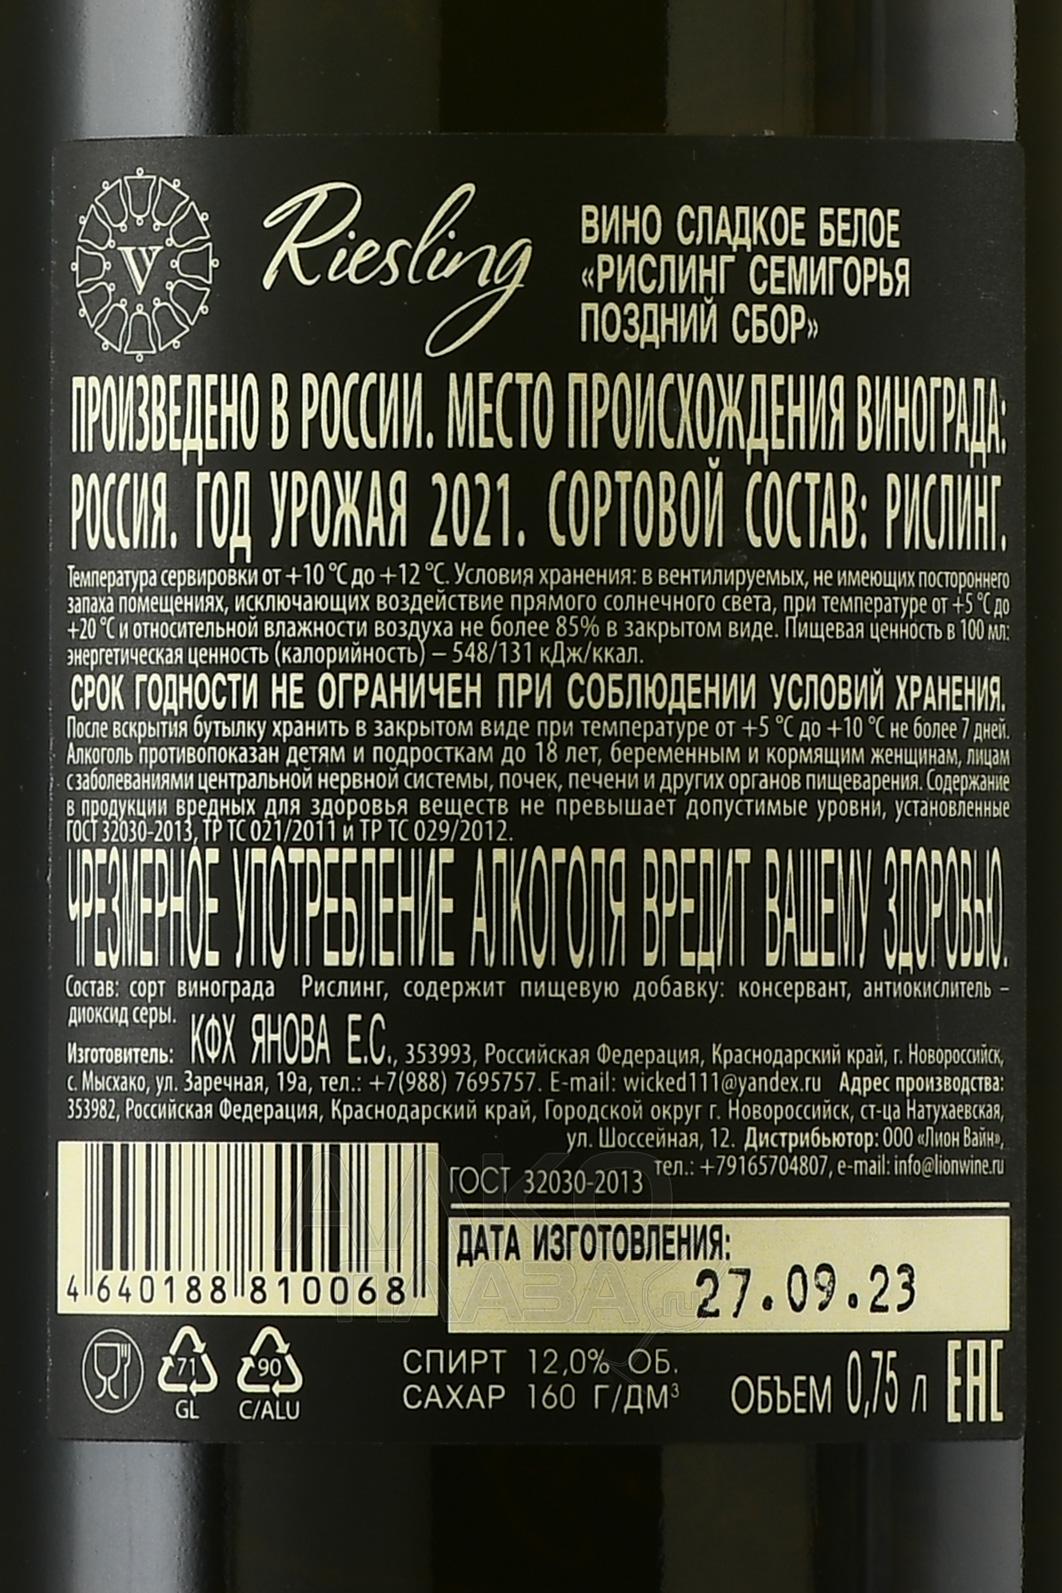 V
Riesling
ВИНО СЛАДКОЕ БЕЛОЕ
«РИСЛИНГ СЕМИГОРЬЯ
ПОЗДНИЙ СБОР»
ПРОИЗВЕДЕНО В РОССИИ. МЕСТО ПРОИСХОЖДЕНИЯ ВИНОГРАДА:
РОССИЯ. ГОД УРОЖАЯ 2021. СОРТОВОЙ СОСТАВ: РИСЛИНГ.
Температура сервировки от +10 °С до +12 °С. Условия хранения: в вентилируемых, не имеющих постороннего
запаха помещениях, исключающих воздействие прямого солнечного света, при температуре от +5 °С до
+20 °С и относительной влажности воздуха не более 85% в закрытом виде. Пищевая ценность в 100 мл:
энергетическая ценность (калорийность) – 548/131 кДж/ккал.
СРОК ГОДНОСТИ НЕ ОГРАНИЧЕН ПРИ СОБЛЮДЕНИИ УСЛОВИЙ ХРАНЕНИЯ.
После вскрытия бутылку хранить в закрытом виде при температуре от +5 °С до +10 °С не более 7 дней.
Алкоголь противопоказан детям и подросткам до 18 лет, беременным и кормящим женщинам, лицам
с заболеваниями центральной нервной системы, почек, печени и других органов пищеварения. Содержание
в продукции вредных для здоровья веществ не превышает допустимые уровни, установленные
ГОСТ 32030-2013, ТР ТС 021/2011 и ТР ТС 029/2012.
ЧРЕЗМЕРНОЕ УПОТРЕБЛЕНИЕ АЛКОГОЛЯ ВРЕДИТ ВАШЕМУ ЗДОРОВЬЮ.
Состав: сорт винограда Рислинг, содержит пищевую добавку: консервант, антиокислитель –
диоксид серы.
Изготовитель: КФХ ЯНОВА Е.С., 353993, Российская Федерация, Краснодарский край, г. Новороссийск,
с. Мысхако, ул. Заречная, 19а, тел.: +7(988) 7695757. E-mail: wicked111@yandex.ru Адрес производства:
353982, Российская Федерация, Краснодарский край, Городской округ г. Новороссийск, ст-ца Натухаевская,
ул. Шоссейная, 12. Дистрибьютор: ООО «Лион Вайн»,
тел.: +79165704807, e-mail: info@lionwine.ru
ГОСТ 32030-2013
ДАТА ИЗГОТОВЛЕНИЯ:
27.09.23
4 640188 810068
71
GL
90
C/ALU
СПИРТ 12,0% ОБ.
САХАР 160 Г/ДМ³
ОБЪЕМ 0,75 Л
EAC
АЛКО
ПЛАЗА.ru